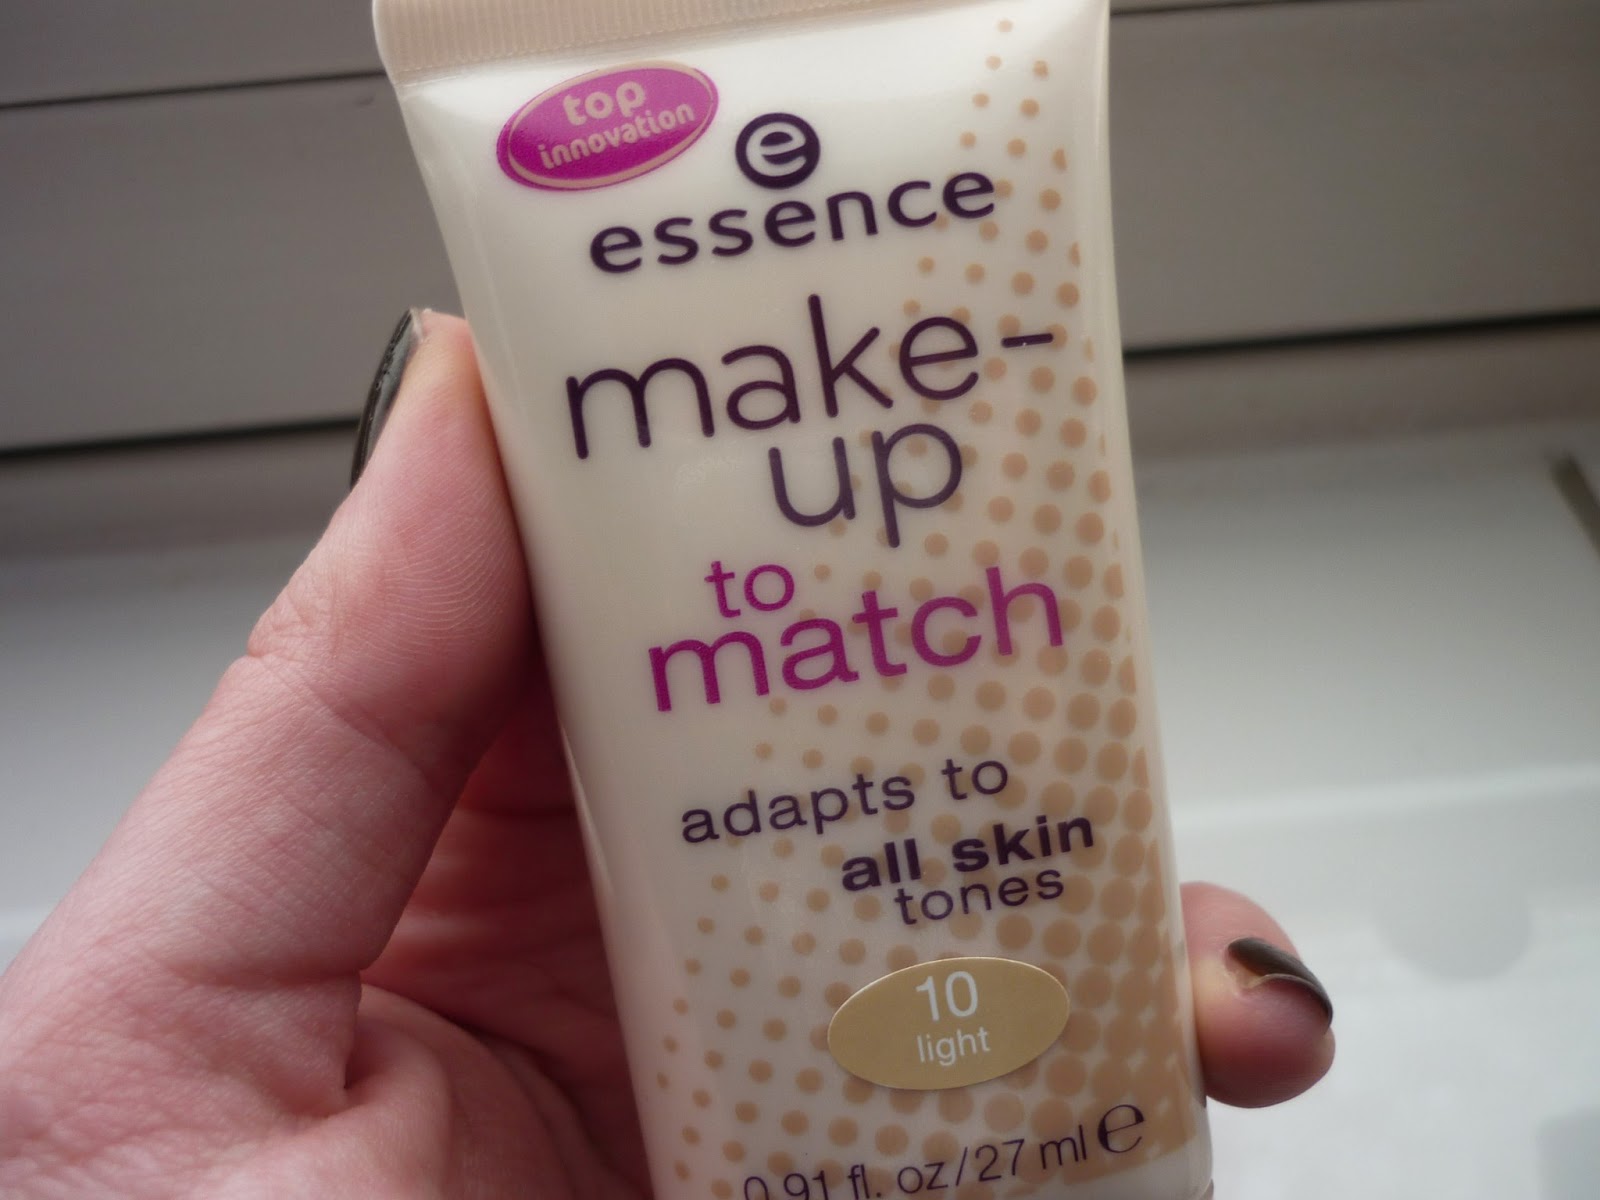 top
innovation
e
essence
make-
up
to
match
adapts to
all skin
tones
10
light
0.91 fl. oz/27 ml e